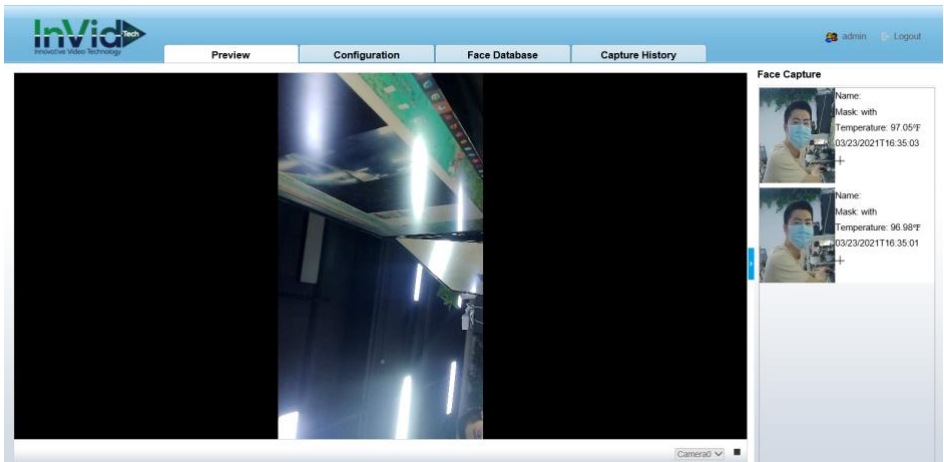 InVid Tech
Innovative Video Technology
admin
Logout
Preview
Configuration
Face Database
Capture History
Face Capture
Name:
Mask: with
Temperature: 97.05℉
03/23/2021T16:35:03
+
Name:
Mask: with
Temperature: 96.98℉
03/23/2021T16:35:01
+
Camera0